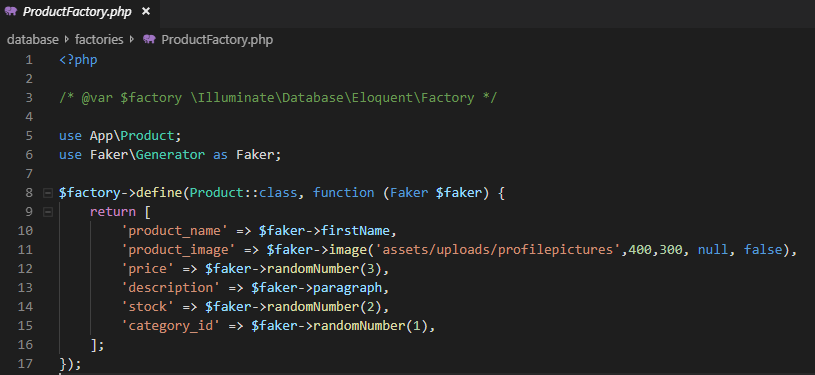 ProductFactory.php ×
database › factories › ProductFactory.php
1 <?php
2
3 /* @var $factory \Illuminate\Database\Eloquent\Factory */
4
5 use App\Product;
6 use Faker\Generator as Faker;
7
8 $factory->define(Product::class, function (Faker $faker) {
9     return [
10         'product_name' => $faker->firstName,
11         'product_image' => $faker->image('assets/uploads/profilepictures',400,300, null, false),
12         'price' => $faker->randomNumber(3),
13         'description' => $faker->paragraph,
14         'stock' => $faker->randomNumber(2),
15         'category_id' => $faker->randomNumber(1),
16     ];
17 });